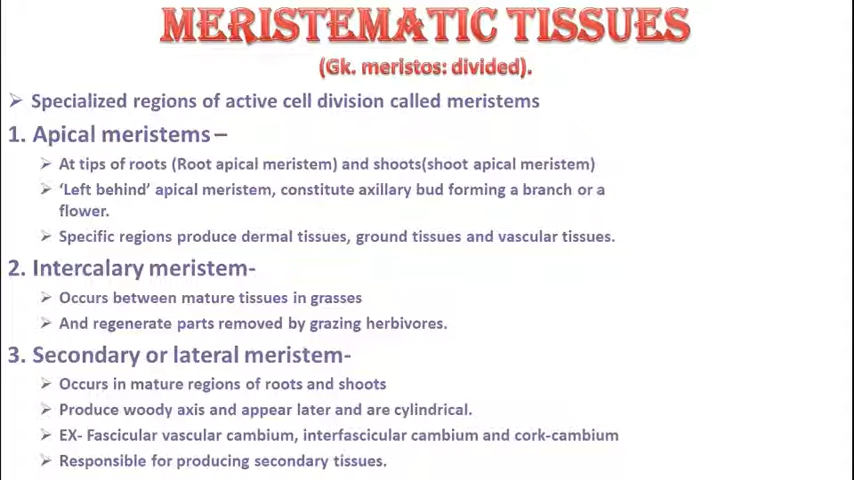 MERISTEMATIC TISSUES
(Gk. meristos: divided).
➢ Specialized regions of active cell division called meristems
1. Apical meristems –
➢ At tips of roots (Root apical meristem) and shoots(shoot apical meristem)
➢ ‘Left behind’ apical meristem, constitute axillary bud forming a branch or a
flower.
➢ Specific regions produce dermal tissues, ground tissues and vascular tissues.
2. Intercalary meristem-
➢ Occurs between mature tissues in grasses
➢ And regenerate parts removed by grazing herbivores.
3. Secondary or lateral meristem-
➢ Occurs in mature regions of roots and shoots
➢ Produce woody axis and appear later and are cylindrical.
➢ EX- Fascicular vascular cambium, interfascicular cambium and cork-cambium
➢ Responsible for producing secondary tissues.